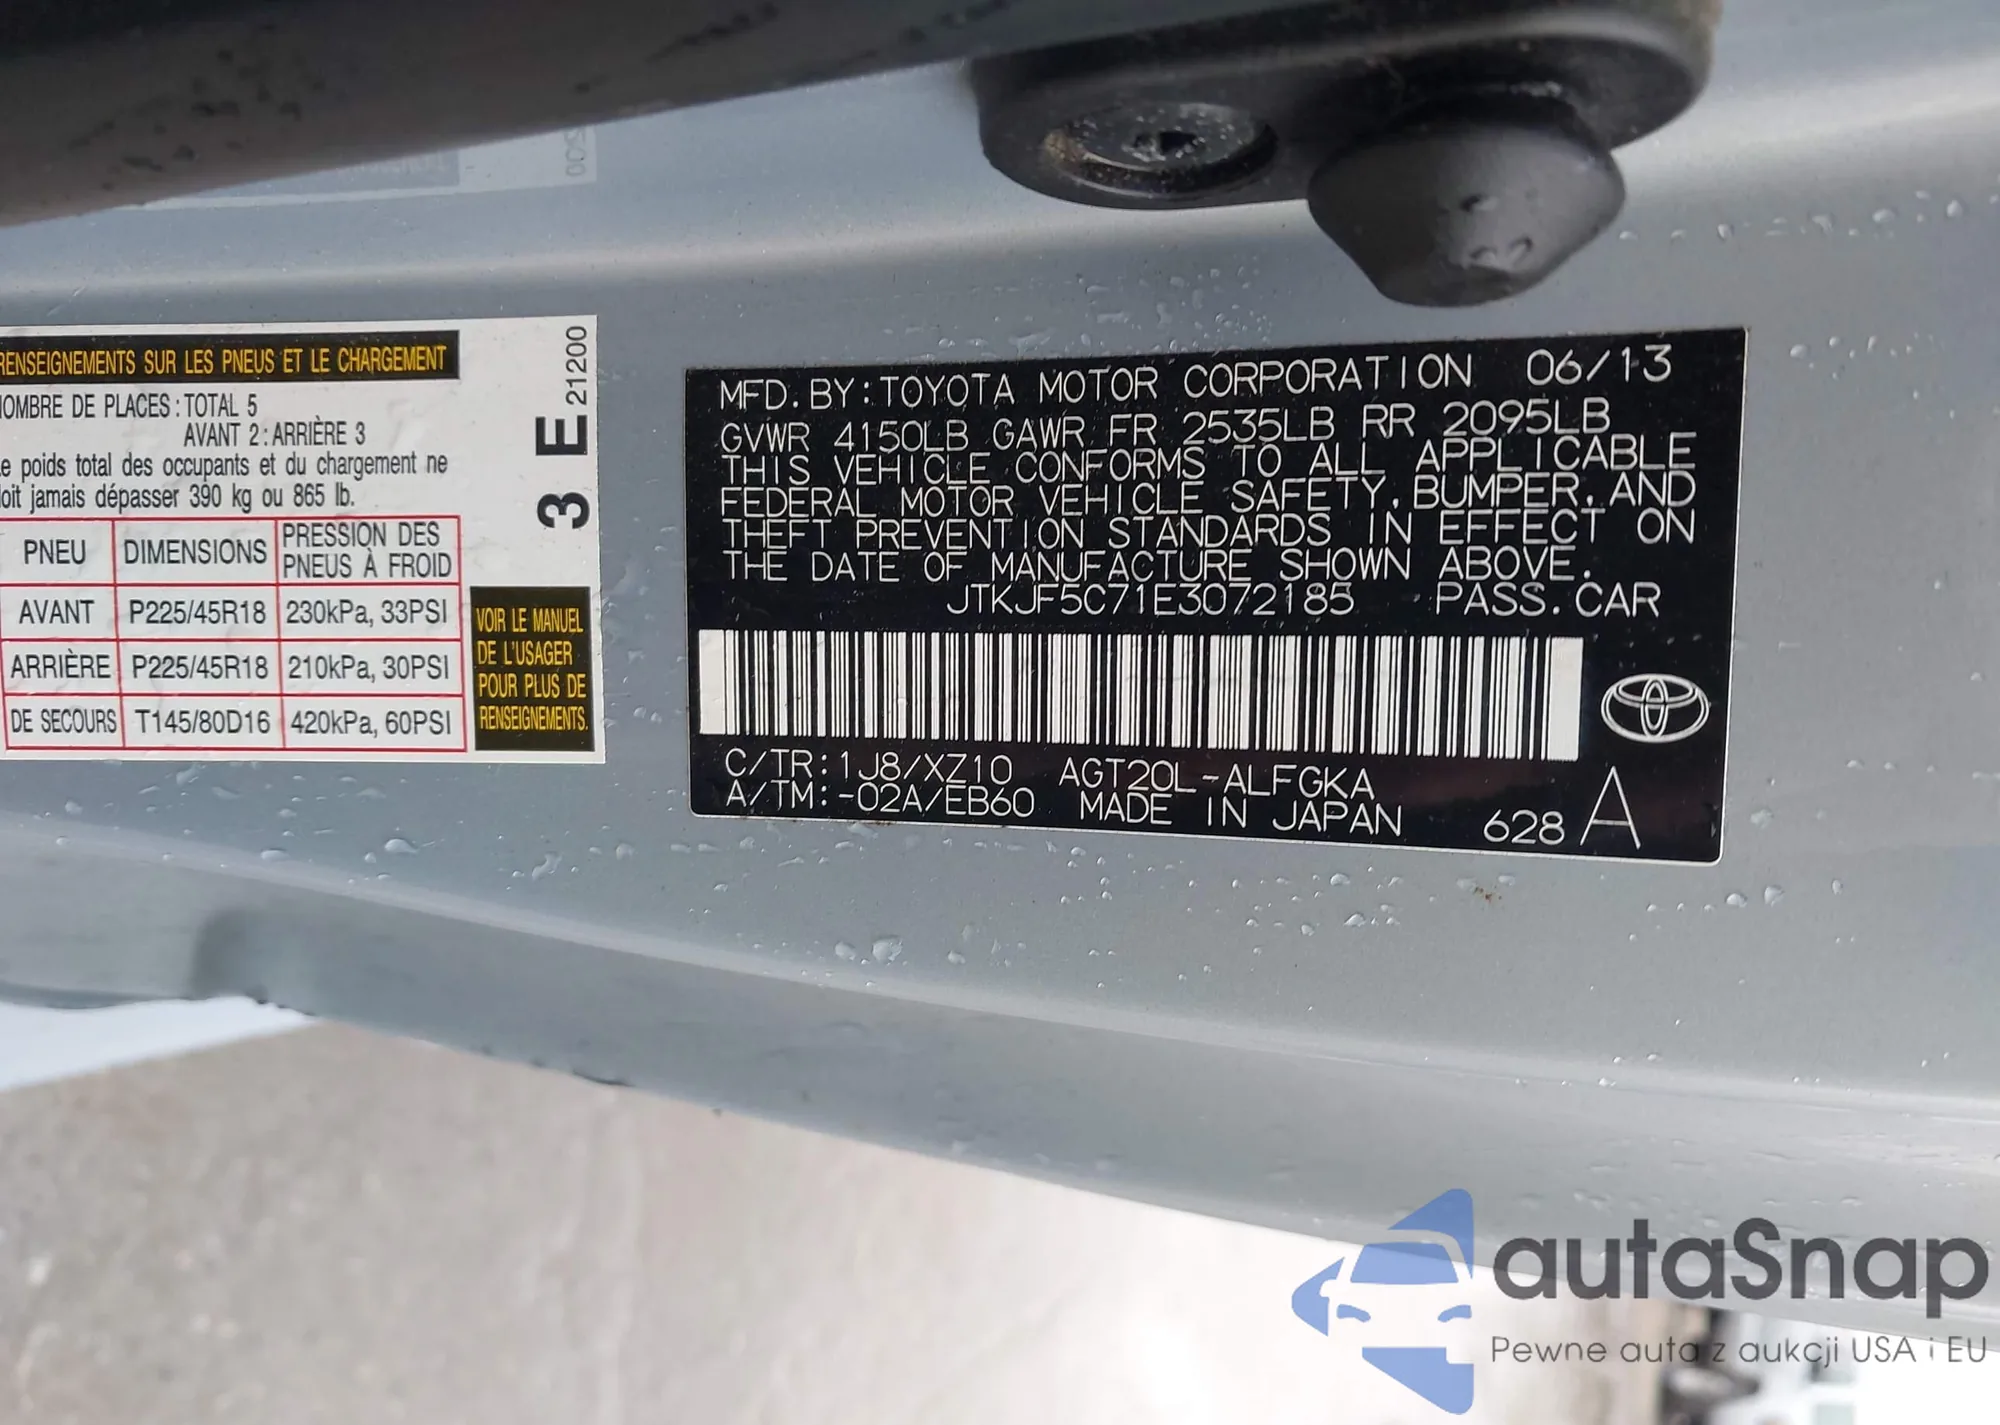 RENSEIGNEMENTS SUR LES PNEUS ET LE CHARGEMENT
NOMBRE DE PLACES : TOTAL 5
AVANT 2 : ARRIÈRE 3
Le poids total des occupants et du chargement ne
doit jamais dépasser 390 kg ou 865 lb.
PNEU DIMENSIONS PRESSION DES PNEUS À FROID
AVANT P225/45R18 230kPa, 33PSI
ARRIÈRE P225/45R18 210kPa, 30PSI
DE SECOURS T145/80D16 420kPa, 60PSI
3 E 21200
VOIR LE MANUEL
DE L'USAGER
POUR PLUS DE
RENSEIGNEMENTS.
MFD. BY: TOYOTA MOTOR CORPORATION 06/13
GVWR 4150LB GAWR FR 2535LB RR 2095LB
THIS VEHICLE CONFORMS TO ALL APPLICABLE
FEDERAL MOTOR VEHICLE SAFETY, BUMPER, AND
THEFT PREVENTION STANDARDS IN EFFECT ON
THE DATE OF MANUFACTURE SHOWN ABOVE.
JTKJF5C71E3072185 PASS. CAR
C/TR: 1J8/XZ10 AGT20L-ALFGKA
A/TM: -02A/EB60 MADE IN JAPAN 628 A
autaSnap
Pewne auta z aukcji USA i EU